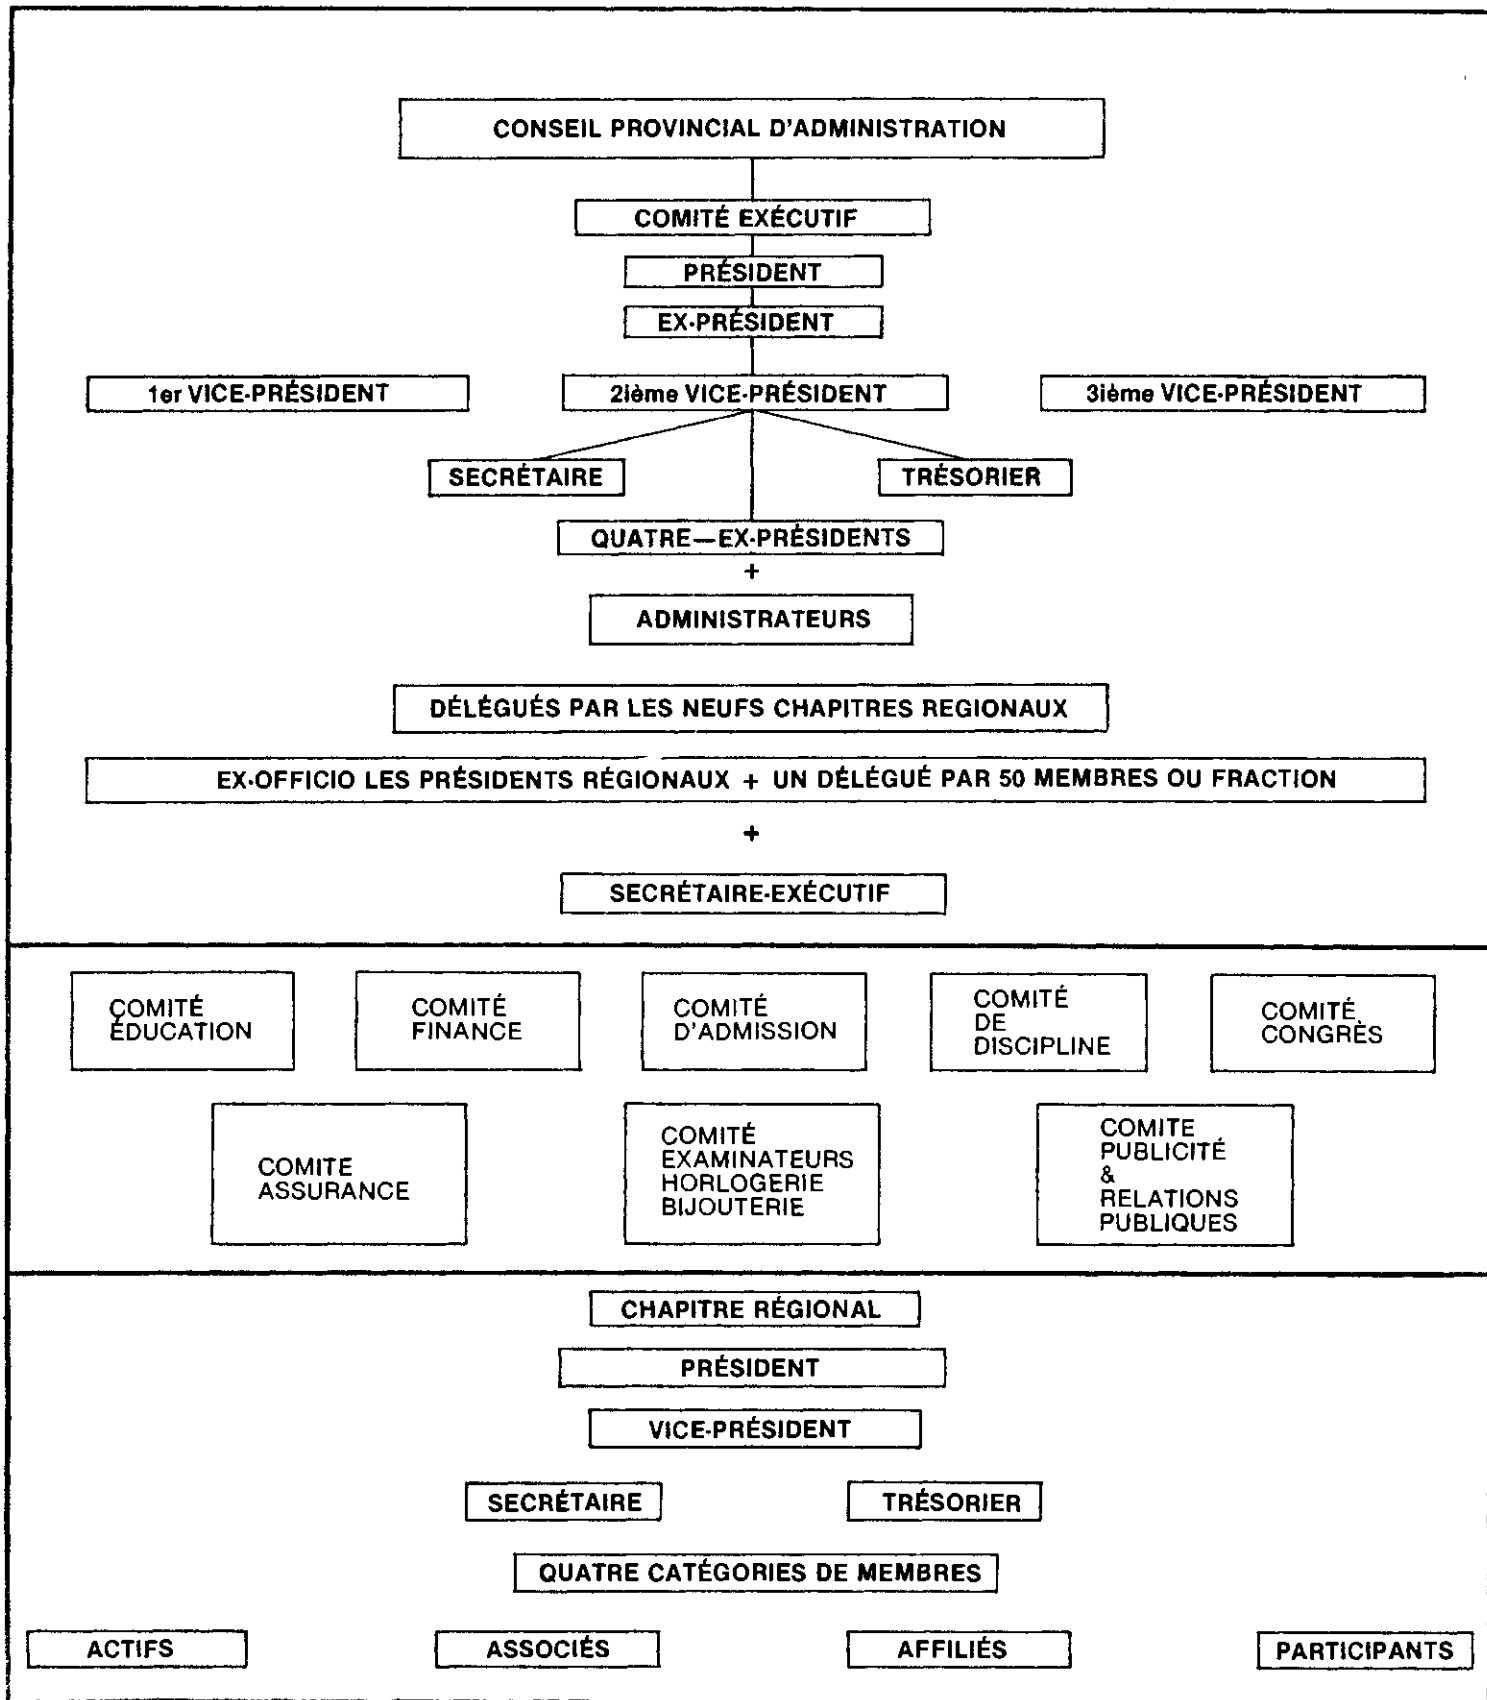 CONSEIL PROVINCIAL D'ADMINISTRATION
COMITÉ EXÉCUTIF
PRÉSIDENT
EX-PRÉSIDENT
1er VICE-PRÉSIDENT
2ième VICE-PRÉSIDENT
3ième VICE-PRÉSIDENT
SECRÉTAIRE
TRÉSORIER
QUATRE—EX-PRÉSIDENTS
+
ADMINISTRATEURS
DÉLÉGUÉS PAR LES NEUFS CHAPITRES REGIONAUX
EX-OFFICIO LES PRÉSIDENTS RÉGIONAUX + UN DÉLÉGUÉ PAR 50 MEMBRES OU FRACTION
+
SECRÉTAIRE-EXÉCUTIF
COMITÉ
ÉDUCATION
COMITÉ
FINANCE
COMITÉ
D'ADMISSION
COMITÉ
DE
DISCIPLINE
COMITÉ
CONGRÈS
COMITE
ASSURANCE
COMITÉ
EXAMINATEURS
HORLOGERIE
BIJOUTERIE
COMITE
PUBLICITÉ
&
RELATIONS
PUBLIQUES
CHAPITRE RÉGIONAL
PRÉSIDENT
VICE-PRÉSIDENT
SECRÉTAIRE
TRÉSORIER
QUATRE CATÉGORIES DE MEMBRES
ACTIFS
ASSOCIÉS
AFFILIÉS
PARTICIPANTS